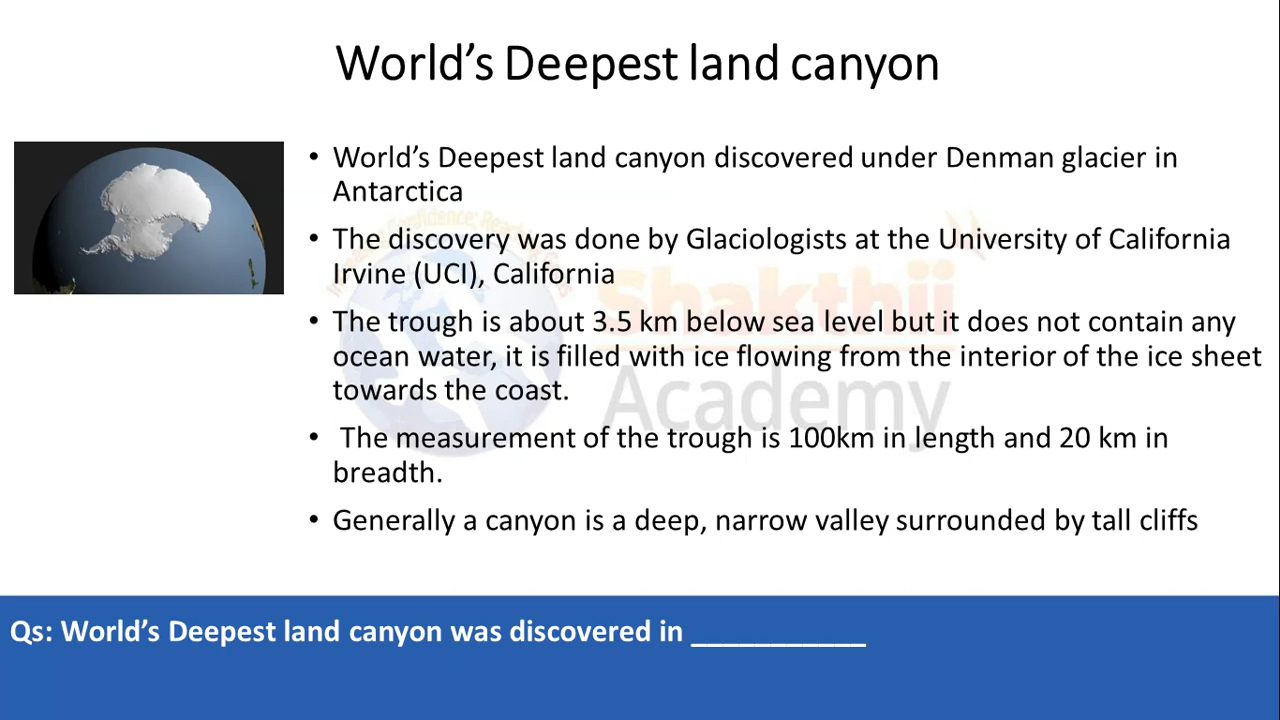 World’s Deepest land canyon
• World’s Deepest land canyon discovered under Denman glacier in
Antarctica
• The discovery was done by Glaciologists at the University of California
Irvine (UCI), California
• The trough is about 3.5 km below sea level but it does not contain any
ocean water, it is filled with ice flowing from the interior of the ice sheet
towards the coast.
• The measurement of the trough is 100km in length and 20 km in
breadth.
• Generally a canyon is a deep, narrow valley surrounded by tall cliffs
Shakthii
Academy
Qs: World’s Deepest land canyon was discovered in ___________